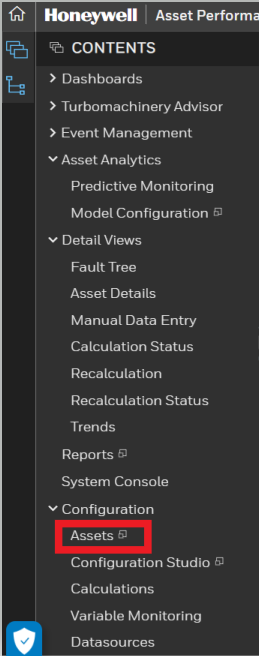 Honeywell Asset Performa
CONTENTS
Dashboards
Turbomachinery Advisor
Event Management
Asset Analytics
Predictive Monitoring
Model Configuration
Detail Views
Fault Tree
Asset Details
Manual Data Entry
Calculation Status
Recalculation
Recalculation Status
Trends
Reports
System Console
Configuration
Assets
Configuration Studio
Calculations
Variable Monitoring
Datasources